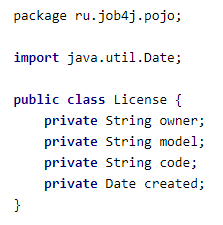 package ru.job4j.pojo;
import java.util.Date;
public class License {
    private String owner;
    private String model;
    private String code;
    private Date created;
}